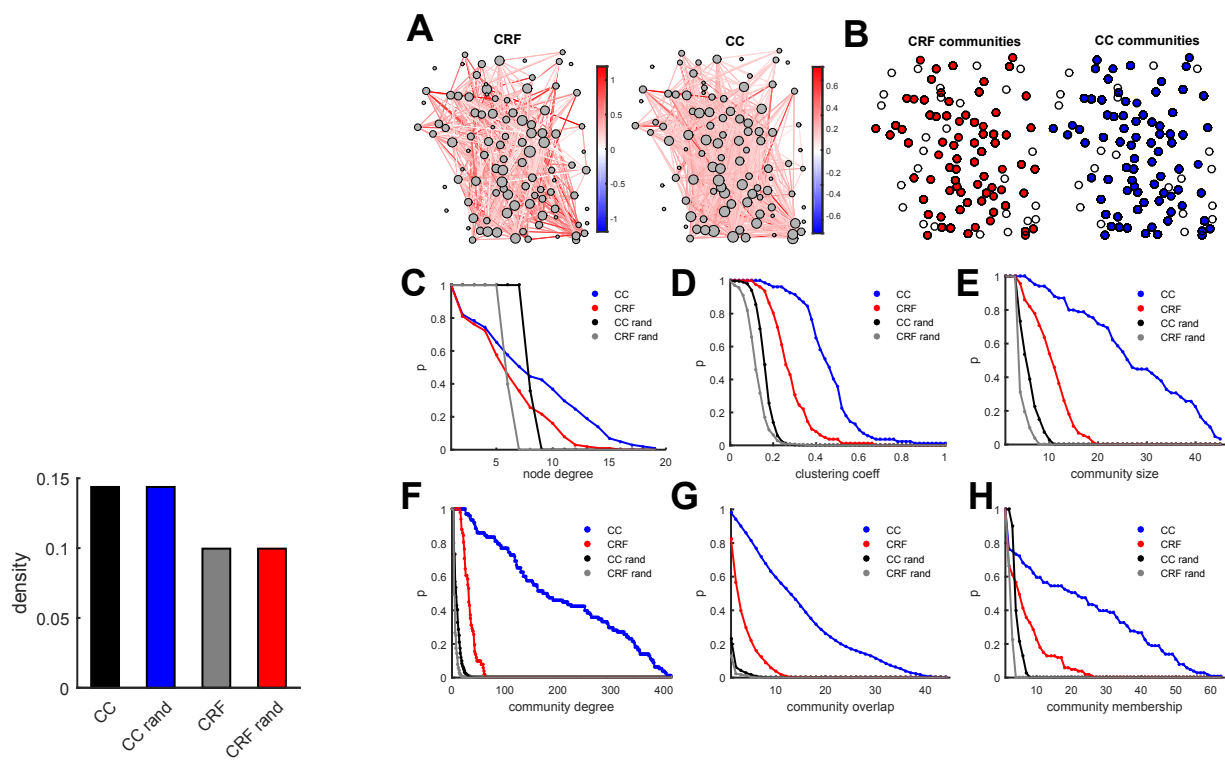 A
CRF
1
0.5
0
-0.5
-1
CC
0.6
0.4
0.2
0
-0.2
-0.4
-0.6
B
CRF communities
CC communities
C
p
1
0.8
0.6
0.4
0.2
0
5
10
15
20
node degree
CC
CRF
CC rand
CRF rand
D
p
1
0.8
0.6
0.4
0.2
0
0
0.2
0.4
0.6
0.8
1
clustering coeff
CC
CRF
CC rand
CRF rand
E
p
1
0.8
0.6
0.4
0.2
0
10
20
30
40
community size
CC
CRF
CC rand
CRF rand
density
0.15
0.1
0.05
0
CC
CC rand
CRF
CRF rand
F
p
1
0.8
0.6
0.4
0.2
0
0
100
200
300
400
community degree
CC
CRF
CC rand
CRF rand
G
p
1
0.8
0.6
0.4
0.2
0
10
20
30
40
community overlap
CC
CRF
CC rand
CRF rand
H
p
1
0.8
0.6
0.4
0.2
0
10
20
30
40
50
60
community membership
CC
CRF
CC rand
CRF rand